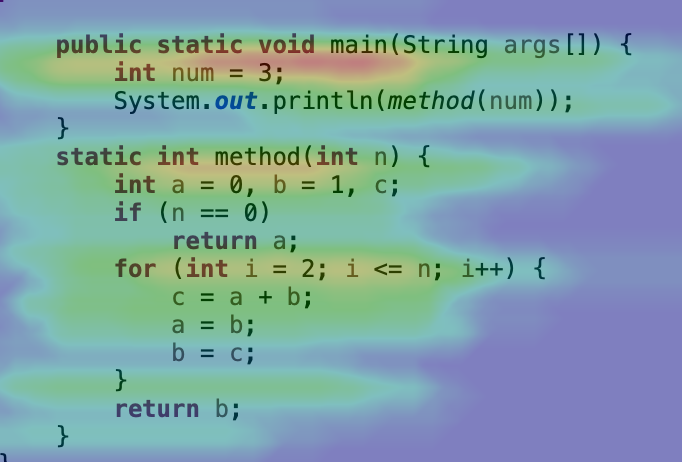 public static void main(String args[]) {
int num = 3;
System.out.println(method(num));
}
static int method(int n) {
int a = 0, b = 1, c;
if (n == 0)
return a;
for (int i = 2; i <= n; i++) {
c = a + b;
a = b;
b = c;
}
return b;
}
}